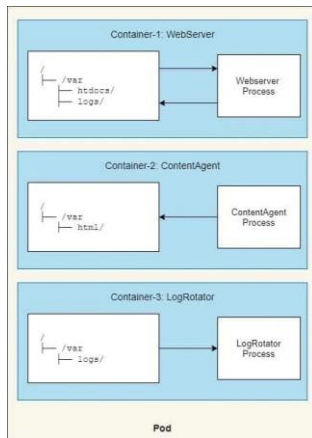 Container-1: WebServer
/
├── /var
├── htdocs/
├── logs/
Webserver
Process
Container-2: ContentAgent
/
├── /var
├── html/
ContentAgent
Process
Container-3: LogRotator
/
├── /var
├── logs/
LogRotator
Process
Pod